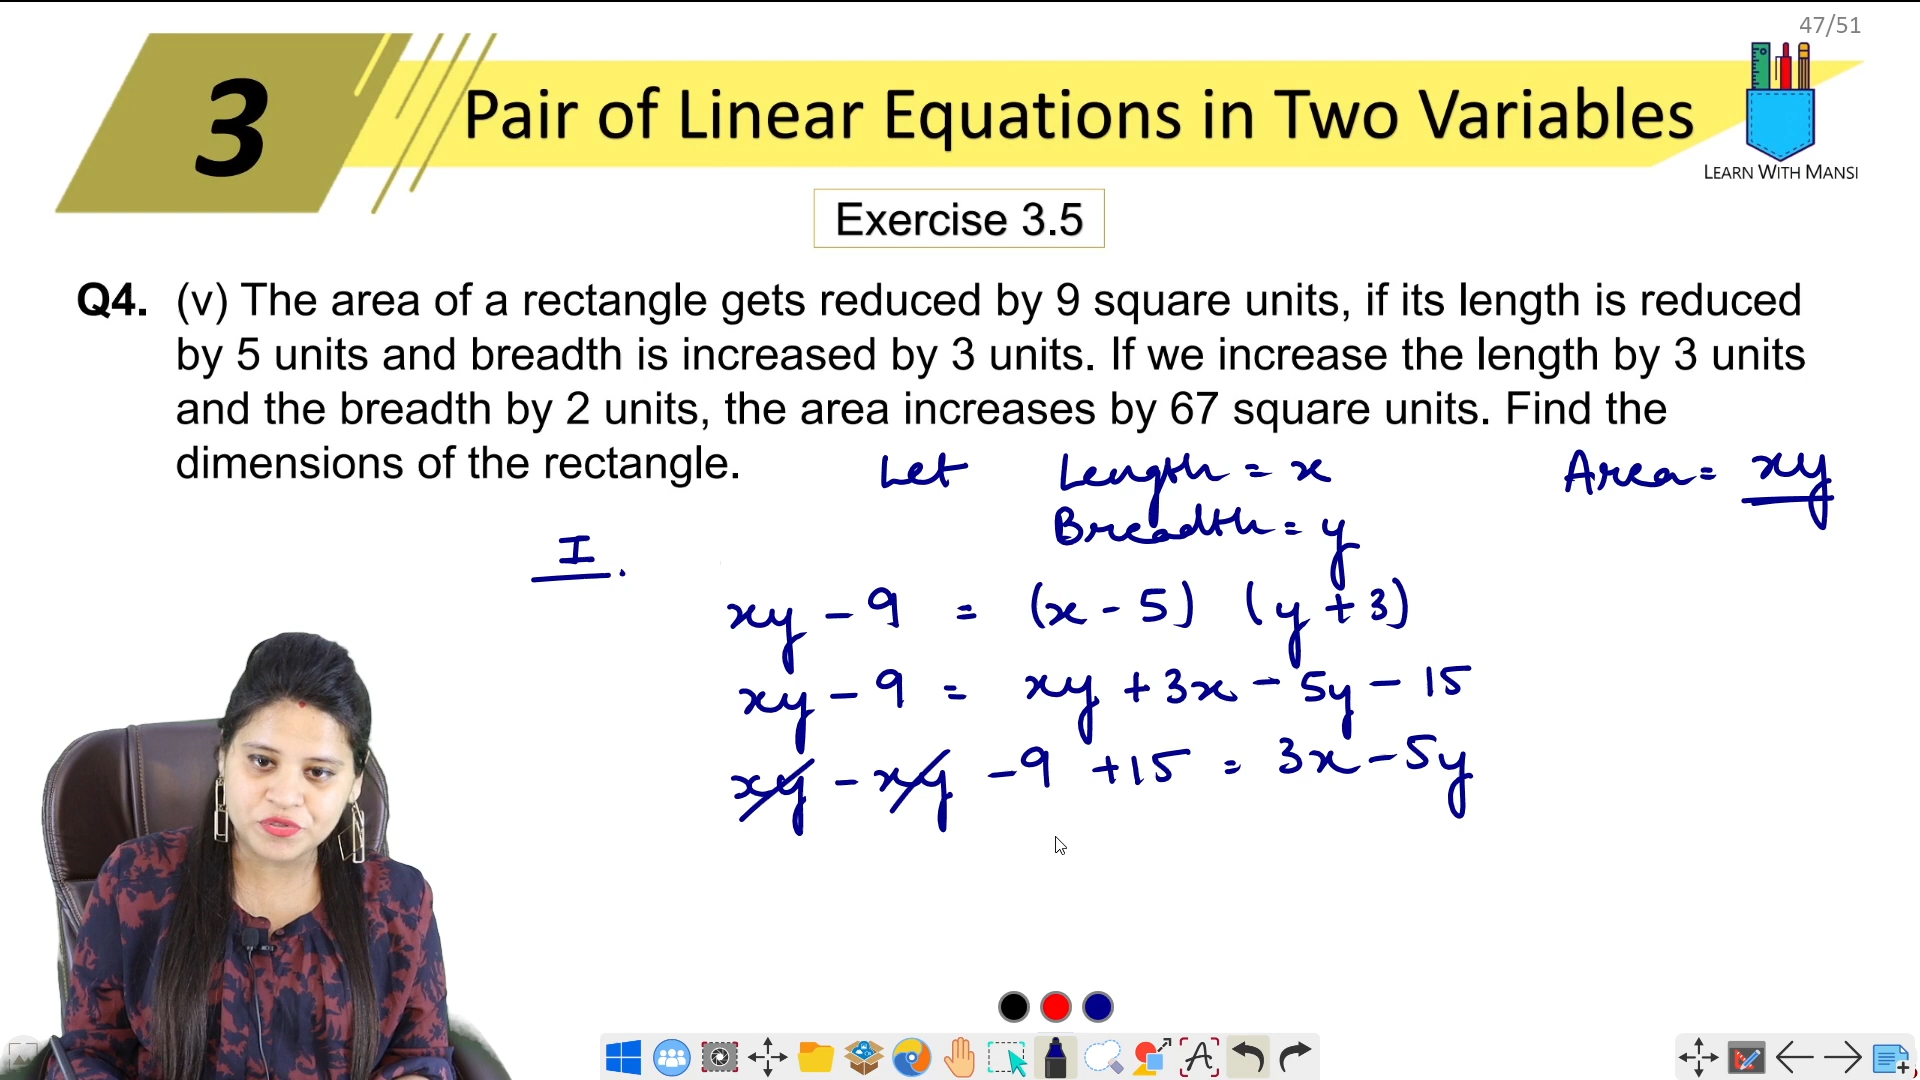 47/51
3 Pair of Linear Equations in Two Variables
LEARN WITH MANSI
Exercise 3.5
Q4. (v) The area of a rectangle gets reduced by 9 square units, if its length is reduced
by 5 units and breadth is increased by 3 units. If we increase the length by 3 units
and the breadth by 2 units, the area increases by 67 square units. Find the
dimensions of the rectangle.
Let Length = x Area = xy
Breadth = y
I.
xy - 9 = (x - 5) (y + 3)
xy - 9 = xy + 3x - 5y - 15
xy - xy - 9 + 15 = 3x - 5y